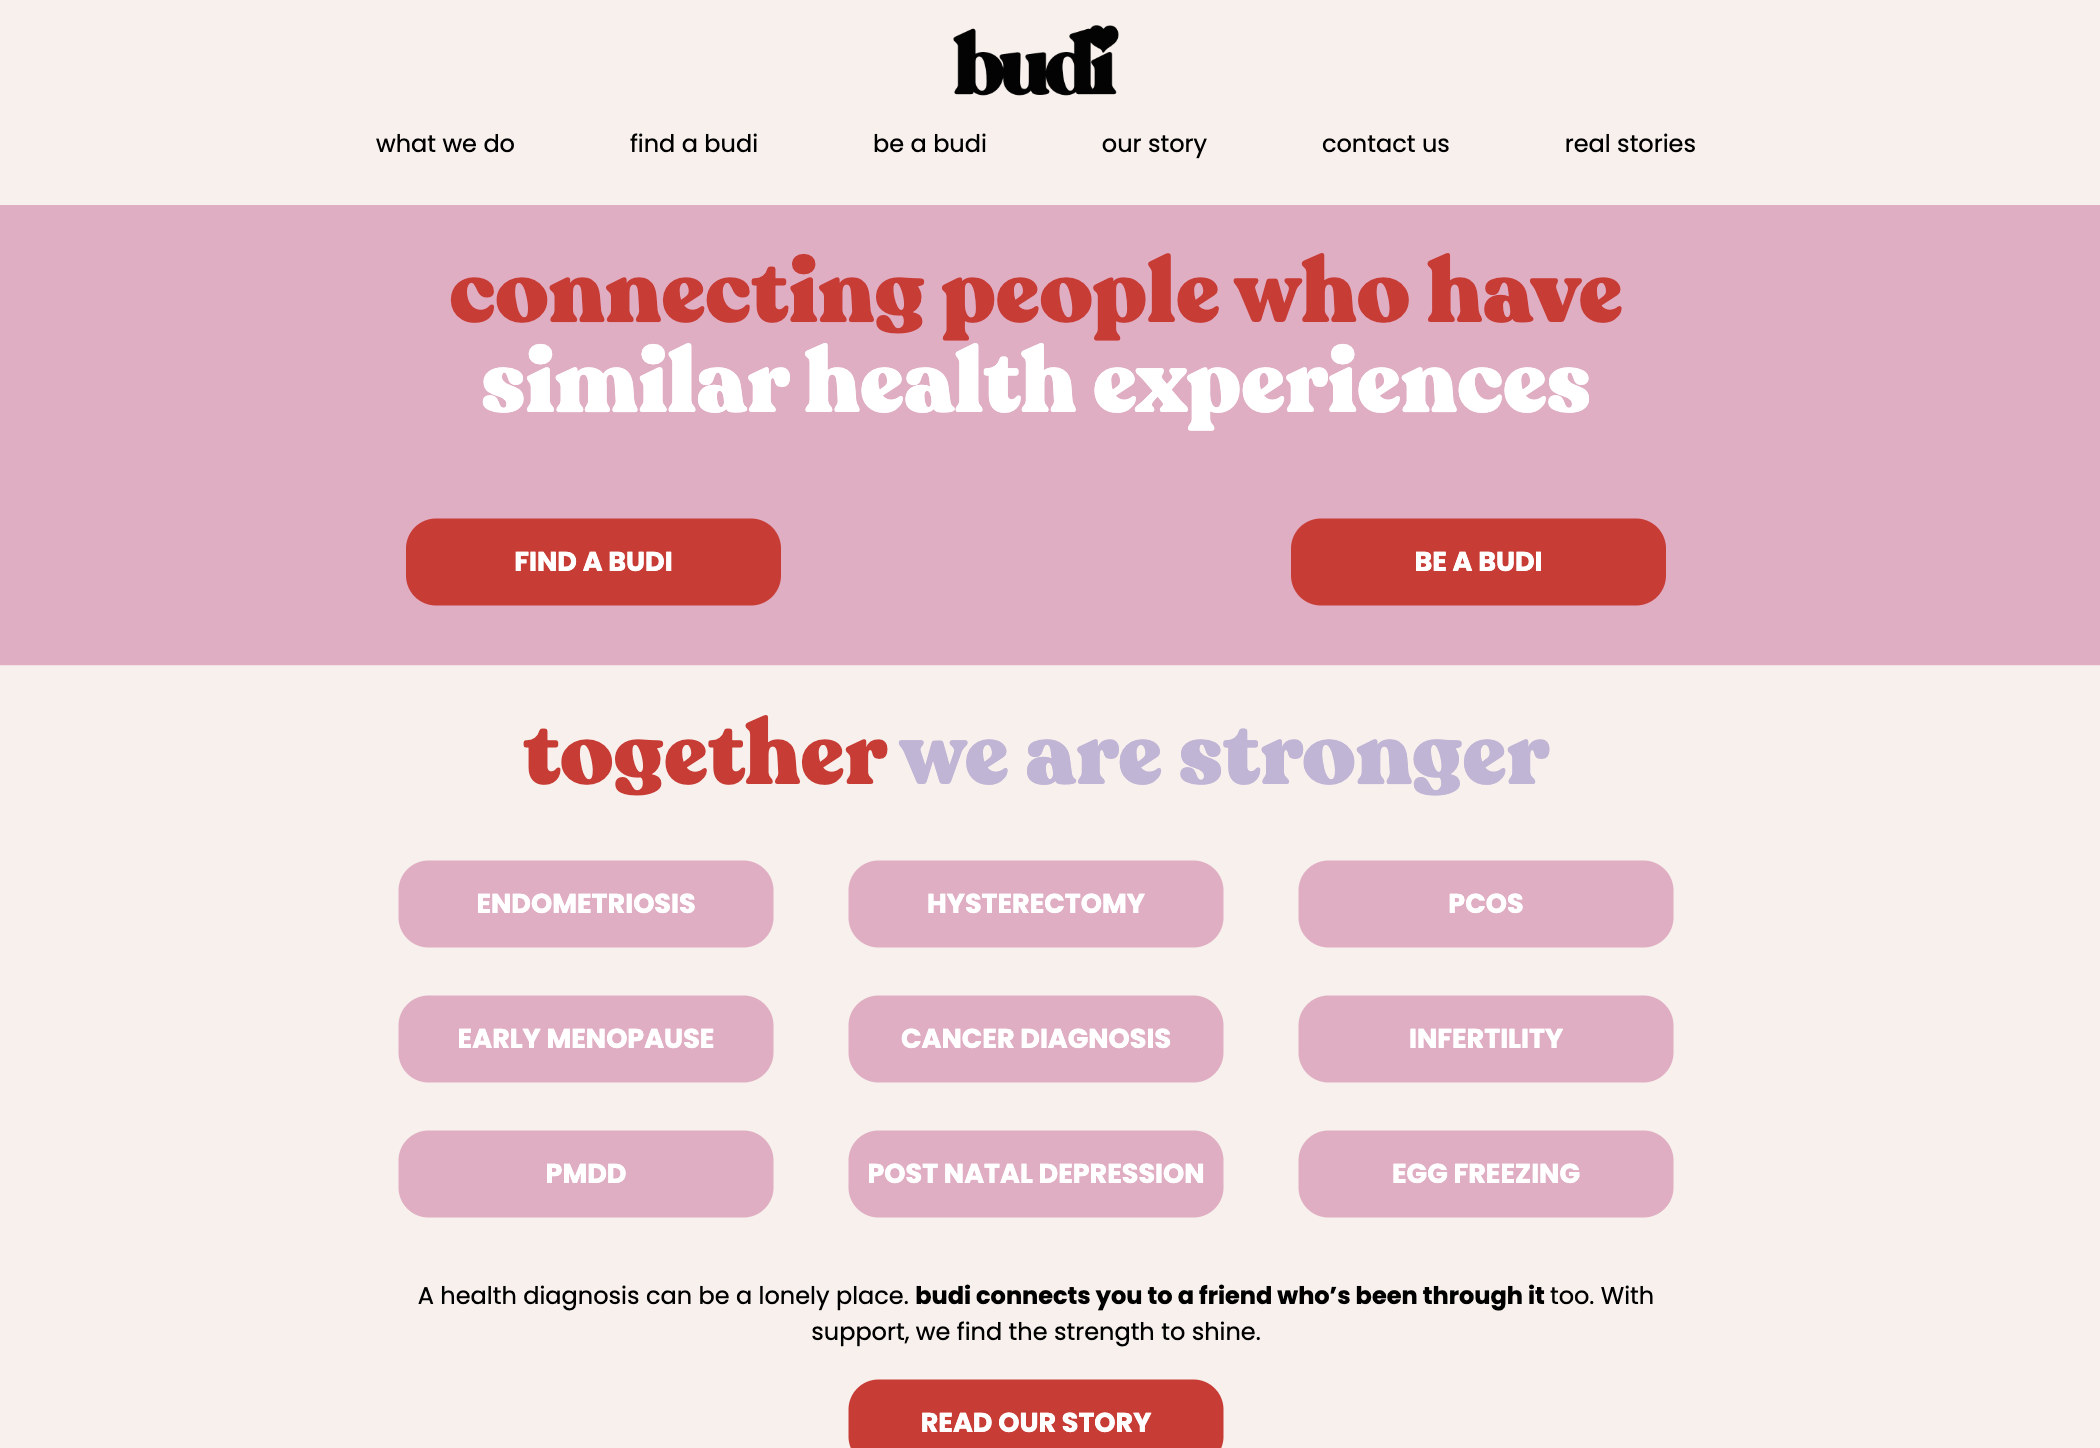 budi
what we do
find a budi
be a budi
our story
contact us
real stories
connecting people who have
similar health experiences
FIND A BUDI
BE A BUDI
together we are stronger
ENDOMETRIOSIS
HYSTERECTOMY
PCOS
EARLY MENOPAUSE
CANCER DIAGNOSIS
INFERTILITY
PMDD
POST NATAL DEPRESSION
EGG FREEZING
A health diagnosis can be a lonely place. budi connects you to a friend who’s been through it too. With
support, we find the strength to shine.
READ OUR STORY